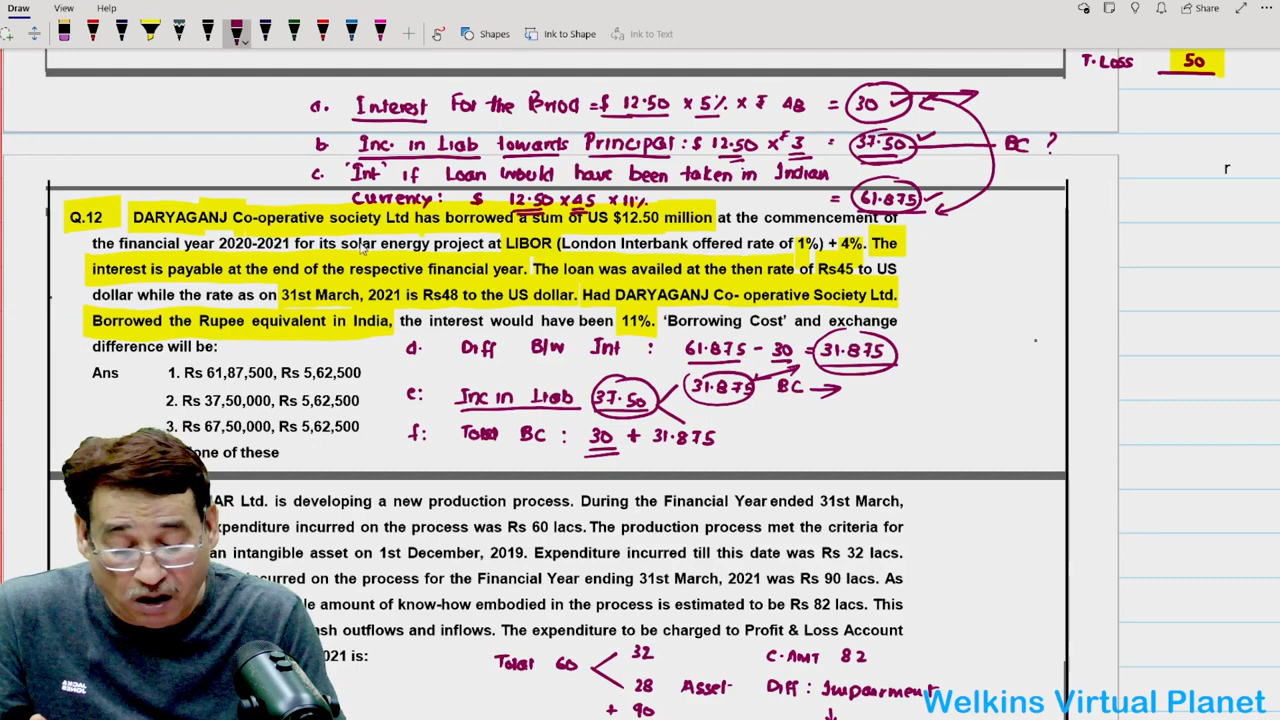 Draw View Help
Share
Shapes Ink to Shape Ink to Text
T. Loss 50
a. Interest For the Priod = $ 12.50 × 5% × ₹ 48 = 30
b Inc. in Liab towards Principal : $ 12.50 × ₹ 3 = 37.50 BC ?
c. 'Int' if Loan would have been taken in Indian
Currency: $ 12.50 × 45 × 11% = 61.875
r
Q.12 DARYAGANJ Co-operative society Ltd has borrowed a sum of US $12.50 million at the commencement of
the financial year 2020-2021 for its solar energy project at LIBOR (London Interbank offered rate of 1%) + 4%. The
interest is payable at the end of the respective financial year. The loan was availed at the then rate of Rs45 to US
dollar while the rate as on 31st March, 2021 is Rs48 to the US dollar. Had DARYAGANJ Co- operative Society Ltd.
Borrowed the Rupee equivalent in India, the interest would have been 11%. ‘Borrowing Cost’ and exchange
difference will be:
d. Diff B/w Int : 61.875 - 30 = 31.875
Ans 1. Rs 61,87,500, Rs 5,62,500
2. Rs 37,50,000, Rs 5,62,500
e: Inc in Liab 37.50 31.875 BC
3. Rs 67,50,000, Rs 5,62,500
f: Total BC : 30 + 31.875
one of these
AR Ltd. is developing a new production process. During the Financial Year ended 31st March,
xpenditure incurred on the process was Rs 60 lacs. The production process met the criteria for
an intangible asset on 1st December, 2019. Expenditure incurred till this date was Rs 32 lacs.
curred on the process for the Financial Year ending 31st March, 2021 was Rs 90 lacs. As
le amount of know-how embodied in the process is estimated to be Rs 82 lacs. This
sh outflows and inflows. The expenditure to be charged to Profit & Loss Account
021 is:
Total 60 32 C. AMT 82
28 Asset Diff : Impairment
+ 90
Welkins Virtual Planet